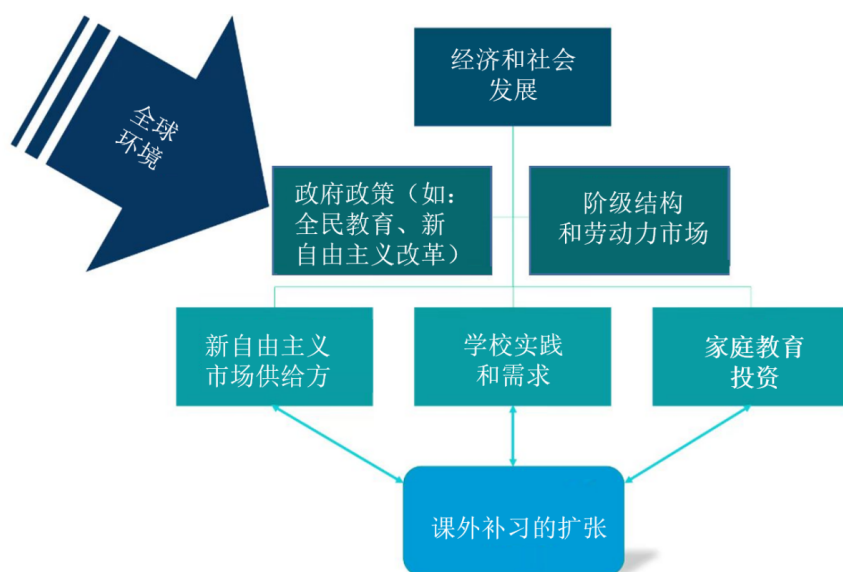 全球
环境
经济和社会
发展
政府政策（如：
全民教育、新
自由主义改革）
阶级结构
和劳动力市场
新自由主义
市场供给方
学校实践
和需求
家庭教育
投资
课外补习的扩张